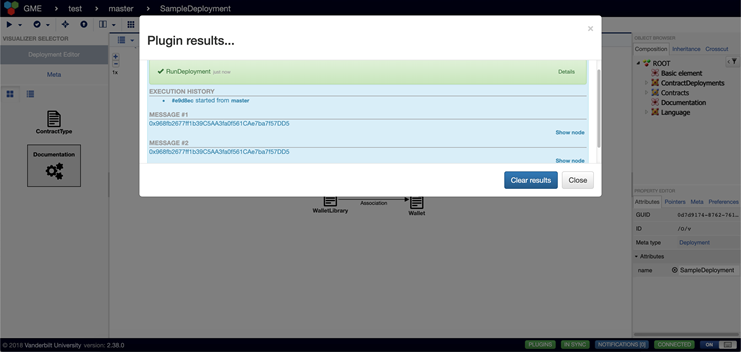 GME > test > master > SampleDeployment
VISUALIZER SELECTOR
Deployment Editor
Meta
ContractType
Documentation
1x
Plugin results...
×
RunDeployment just now
Details
EXECUTION HISTORY
• #e9d8ec started from master
MESSAGE #1
0x968fb2677ff1b39C5AA3fa0f561CAe7ba7f57DD5
Show node
MESSAGE #2
0x968fb2677ff1b39C5AA3fa0f561CAe7ba7f57DD5
Show node
Clear results
Close
WalletLibrary
Association
Wallet
OBJECT BROWSER
Composition Inheritance Crosscut
ROOT
Basic element
ContractDeployments
Contracts
Documentation
Language
PROPERTY EDITOR
Attributes Pointers Meta Preferences
GUID 0d7d9174-8762-761...
ID /O/v
Meta type Deployment
Attributes
name SampleDeployment
© 2018 Vanderbilt University version: 2.38.0
PLUGINS IN SYNC NOTIFICATIONS [0] CONNECTED ON